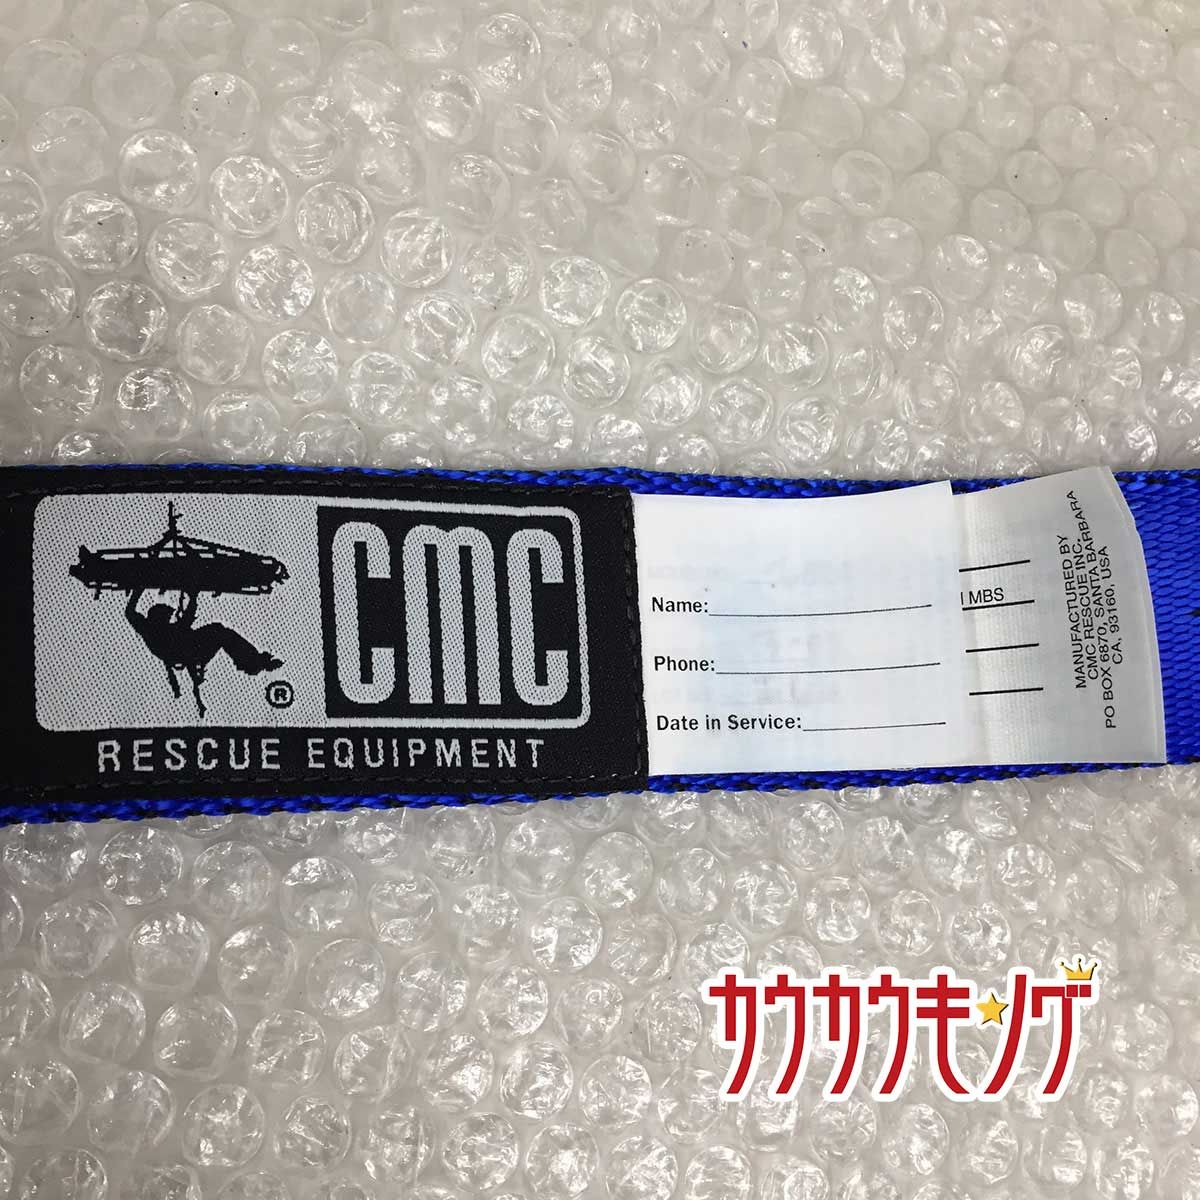 CMC
®
RESCUE EQUIPMENT
Name:
Phone:
Date in Service:
MBS
MANUFACTURED BY
CMC RESCUE INC.
PO BOX 6870, SANTA BARBARA
CA, 93160, USA
カウカウキング